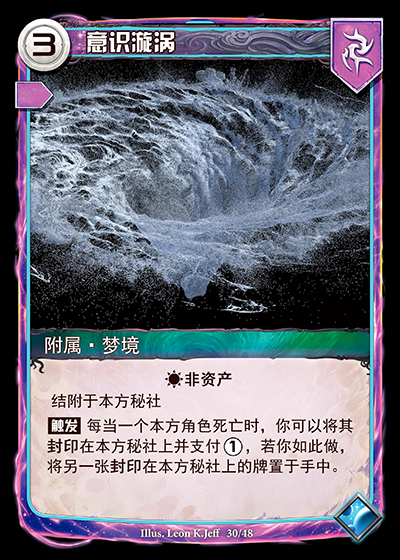 3 意识漩涡
附属·梦境
非资产
结附于本方秘社
触发 每当一个本方角色死亡时，你可以将其
封印在本方秘社上并支付①，若你如此做，
将另一张封印在本方秘社上的牌置于手中。
Illus. Leon K.Jeff 30/48